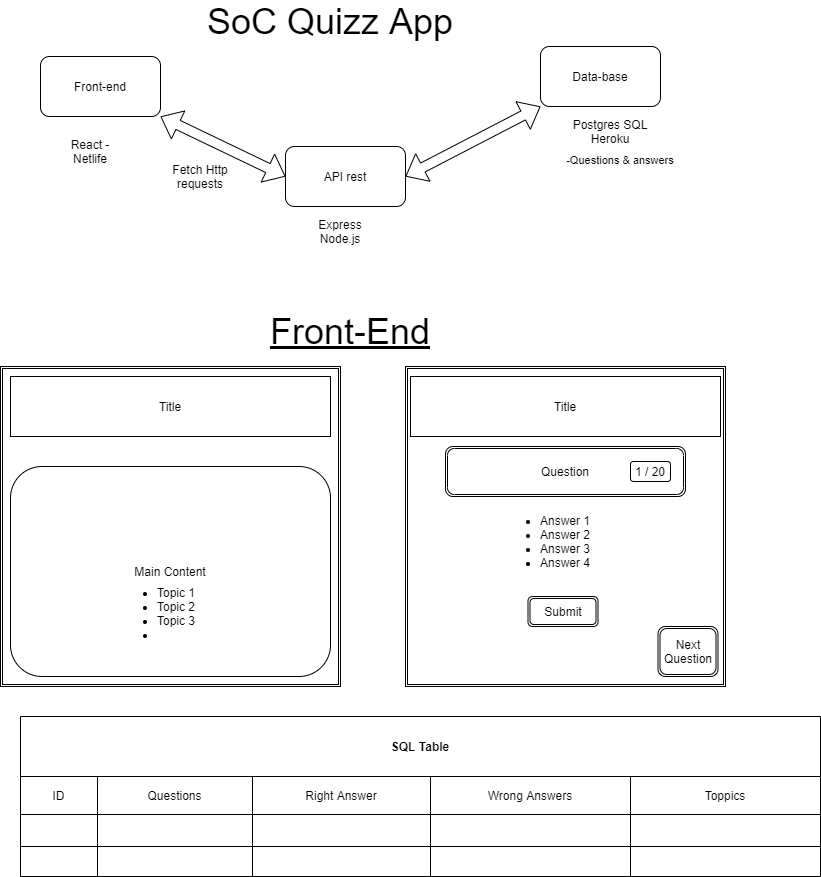 SoC Quizz App
Front-end
Data-base
React -
Netlife
Fetch Http
requests
API rest
Postgres SQL
Heroku
-Questions & answers
Express
Node.js
Front-End
Title
Main Content
Topic 1
Topic 2
Topic 3
Title
Question
1 / 20
Answer 1
Answer 2
Answer 3
Answer 4
Submit
Next
Question
SQL Table
ID
Questions
Right Answer
Wrong Answers
Toppics